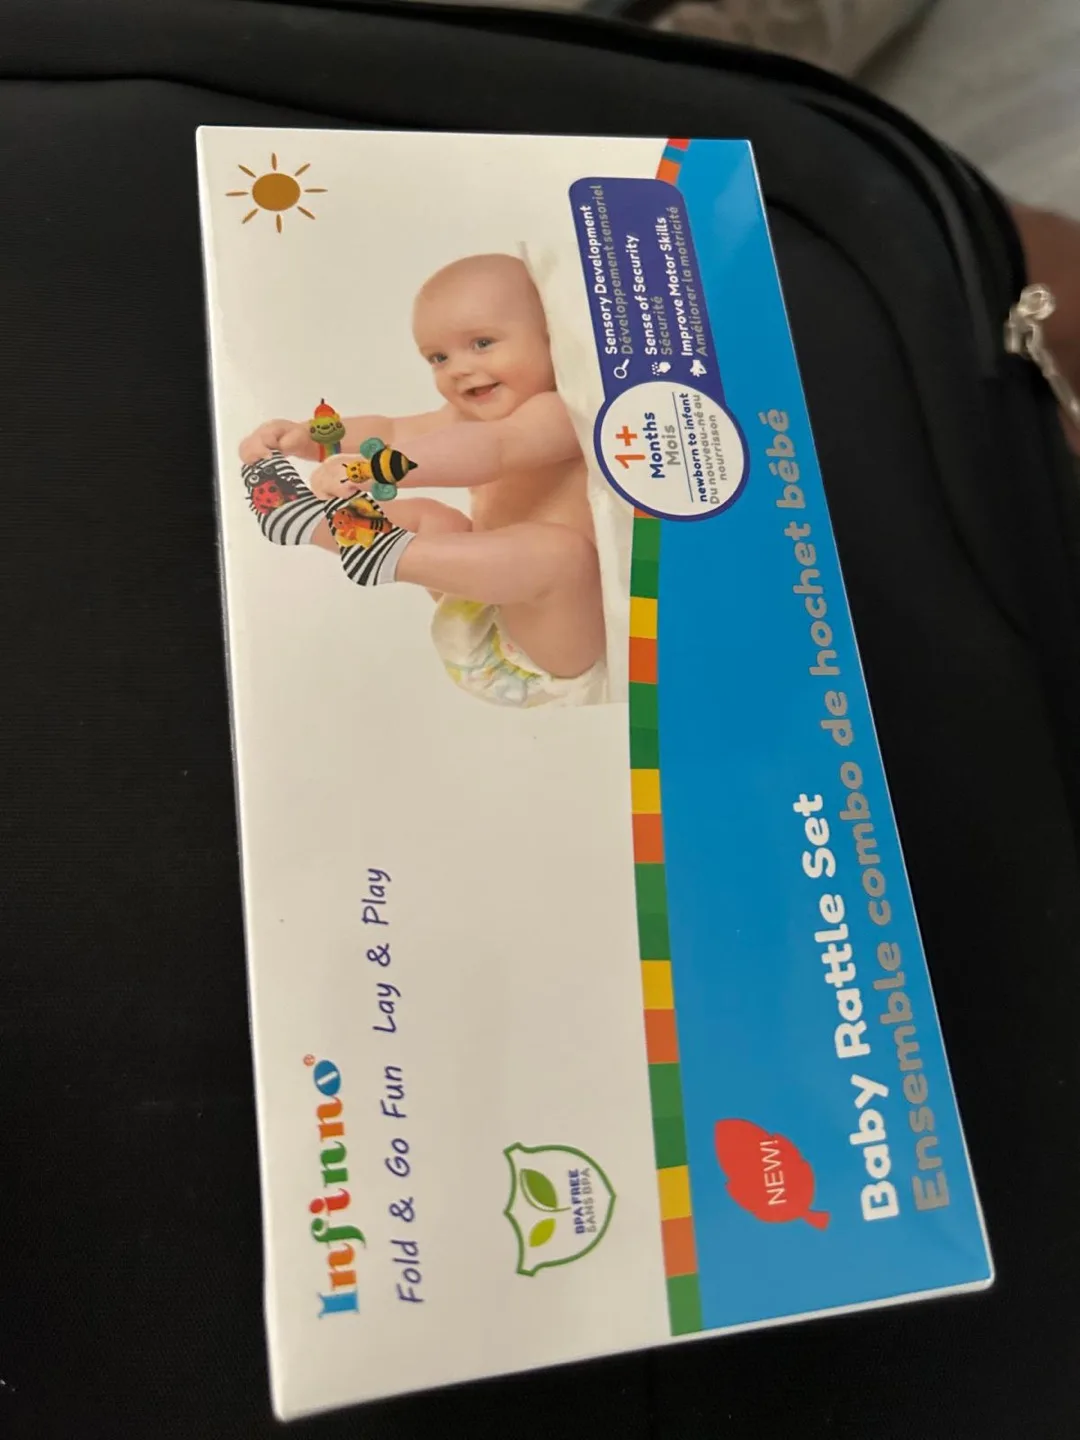 Infinno®
Fold & Go Fun Lay & Play
BPA FREE
SANS BPA
1+
Months
Mois
newborn to infant
Du nouveau-né au
nourrisson
Sensory Development
Développement sensoriel
Sense of Security
Sécurité
Improve Motor Skills
Améliorer la motricité
NEW!
Baby Rattle Set
Ensemble combo de hochet bébé